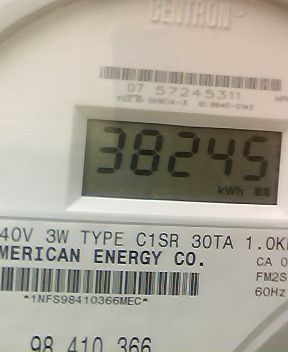 CENTRON®
07 57245311
38245
kWh
40V 3W TYPE C1SR 30TA 1.0K
MERICAN ENERGY CO.
CA 0
FM2S
60Hz
*1NFS98410366MEC*
98 410 366